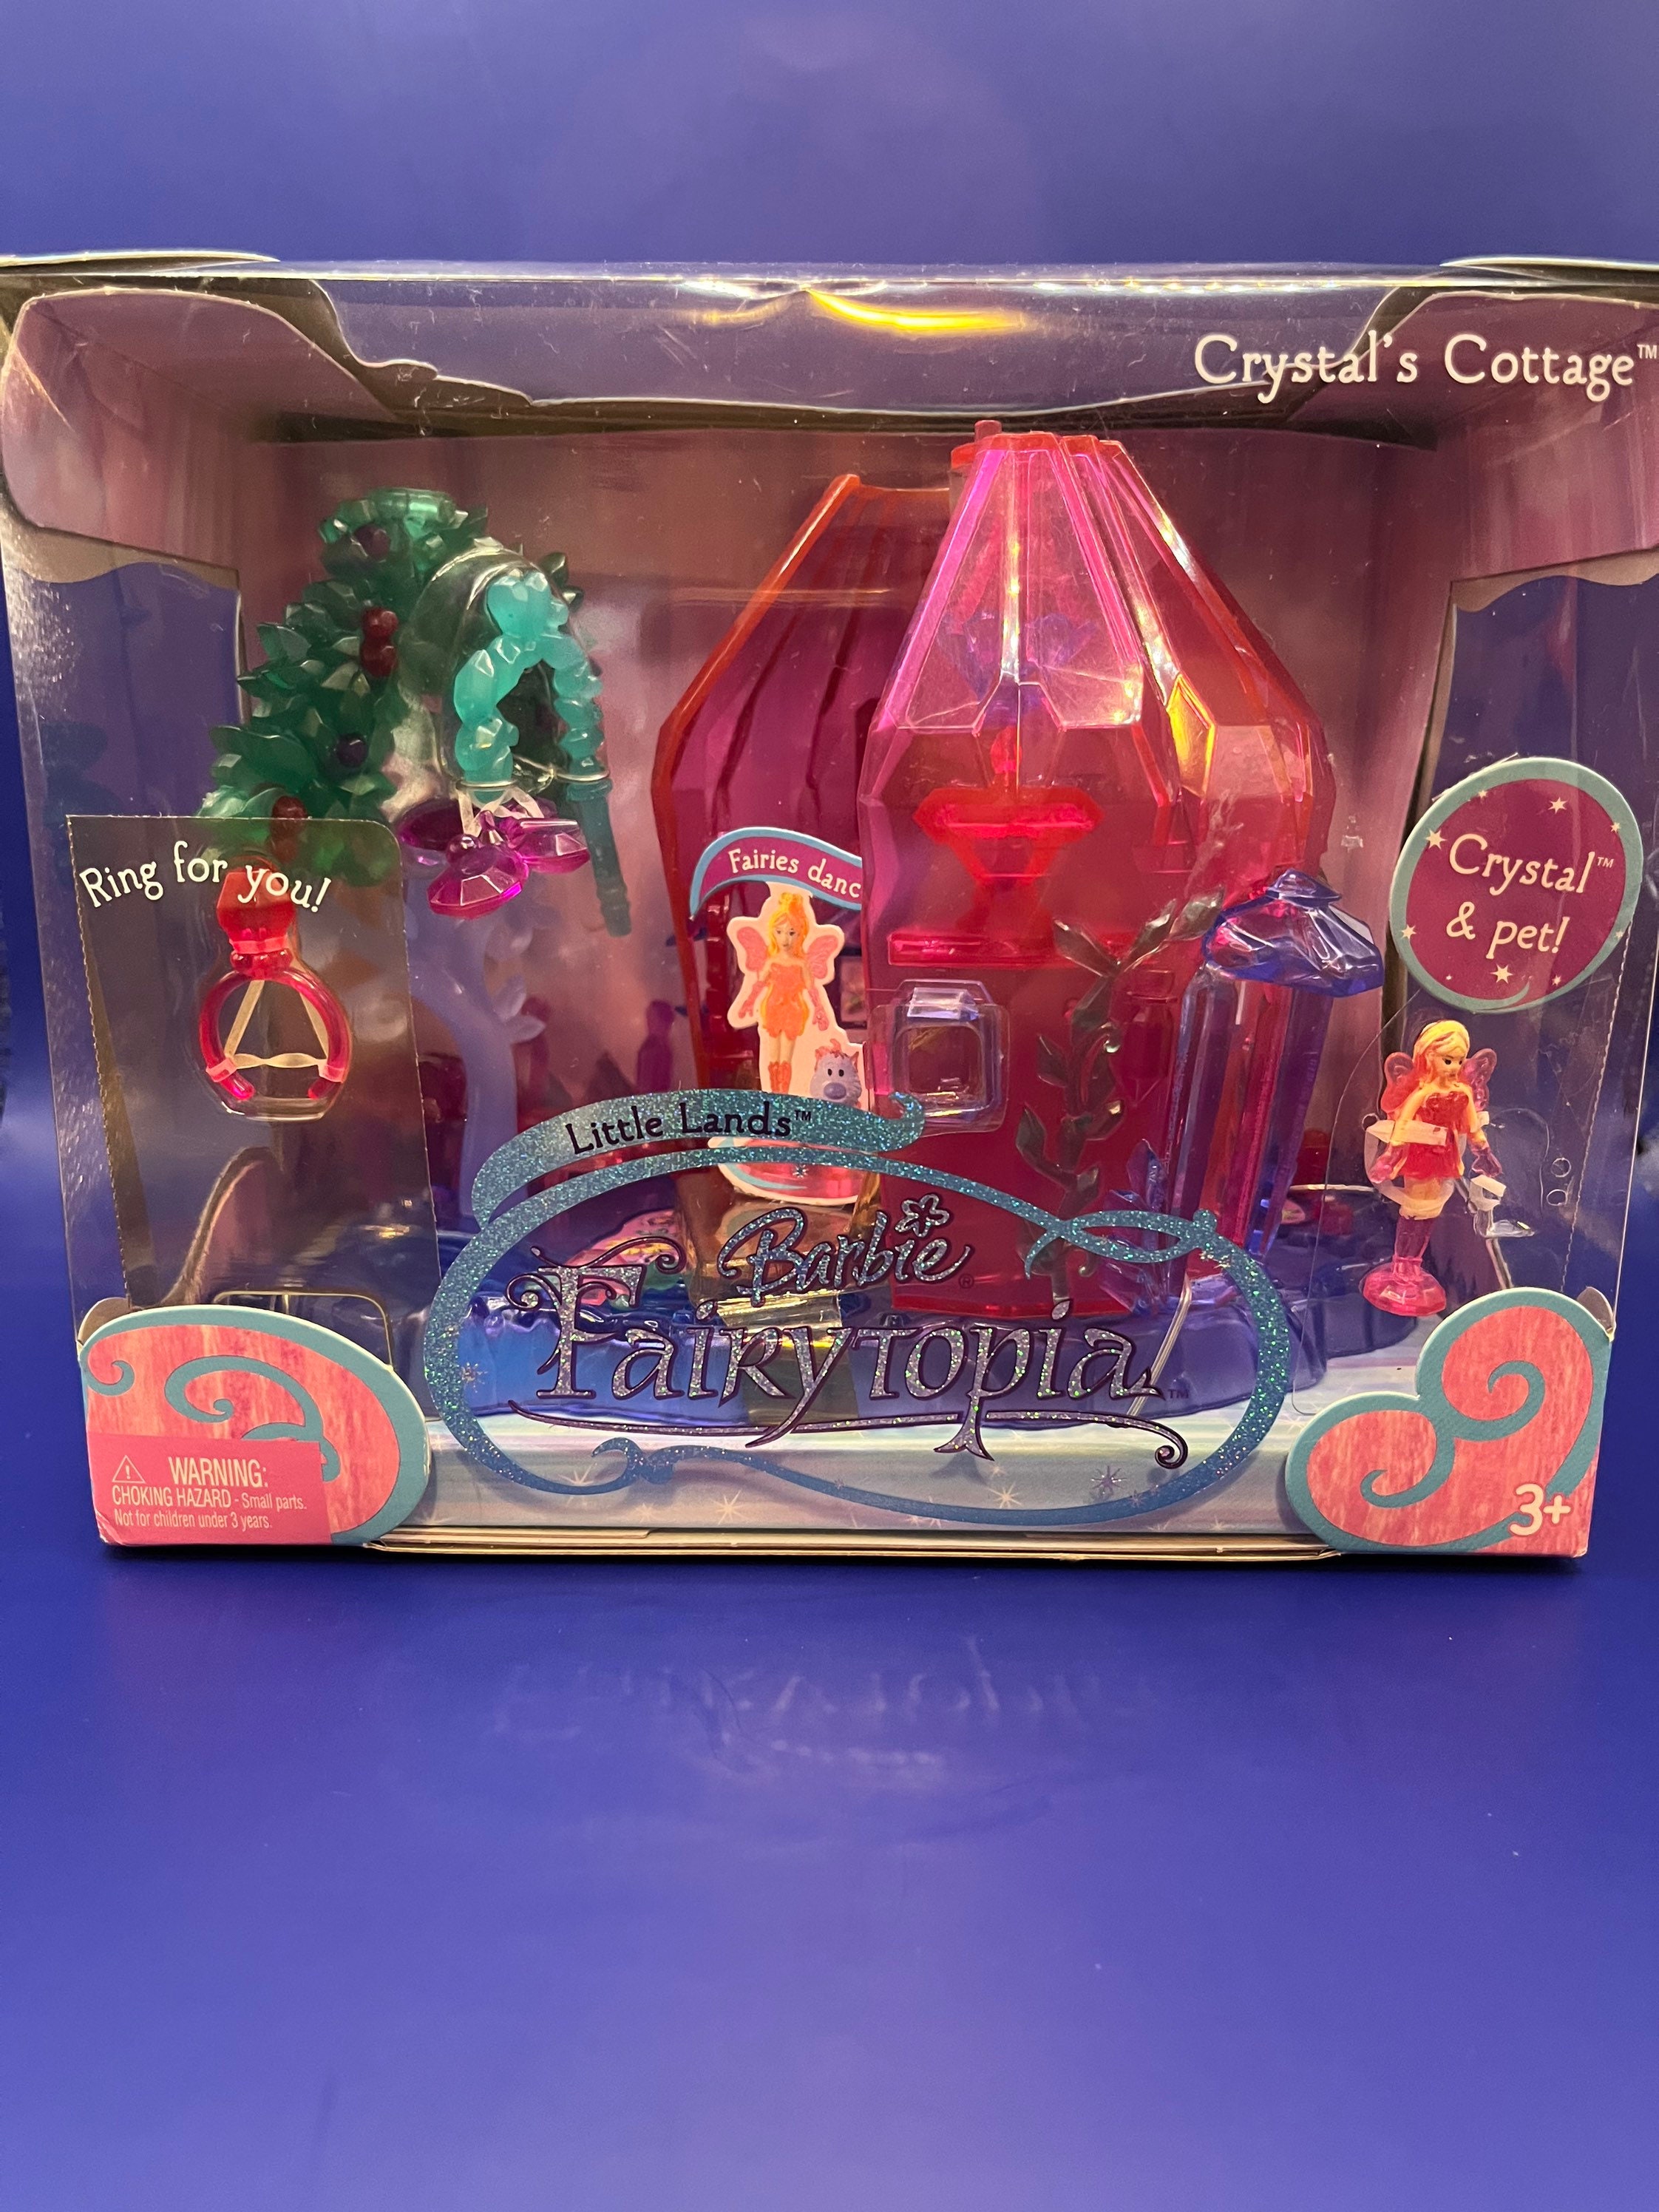 Crystal's Cottage™
Ring for you!
Fairies danc
Crystal™
& pet!
Little Lands™
Barbie®
Fairytopia™
WARNING:
CHOKING HAZARD - Small parts.
Not for children under 3 years.
3+